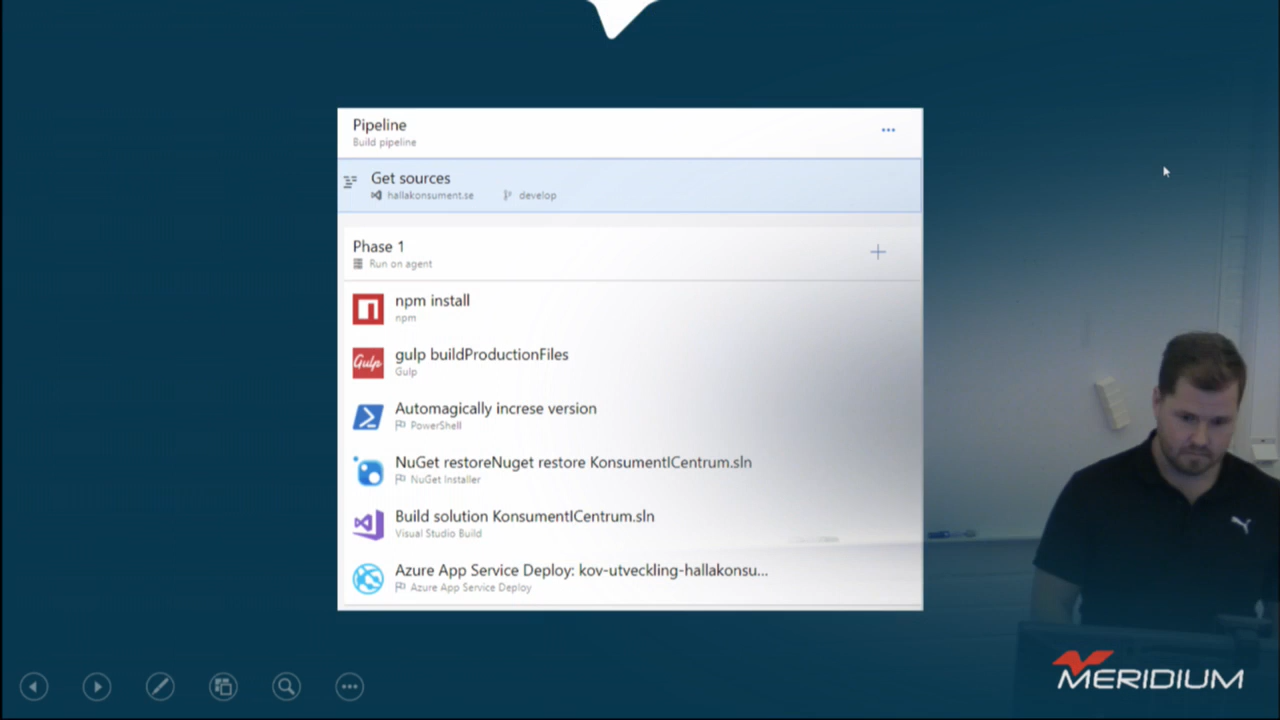 Pipeline
Build pipeline
Get sources
hallakonsument.se develop
Phase 1
Run on agent
npm install
npm
gulp buildProductionFiles
Gulp
Gulp
Automagically increse version
PowerShell
NuGet restoreNuget restore KonsumentICentrum.sln
NuGet Installer
Build solution KonsumentICentrum.sln
Visual Studio Build
Azure App Service Deploy: kov-utveckling-hallakonsu...
Azure App Service Deploy
MERIDIUM